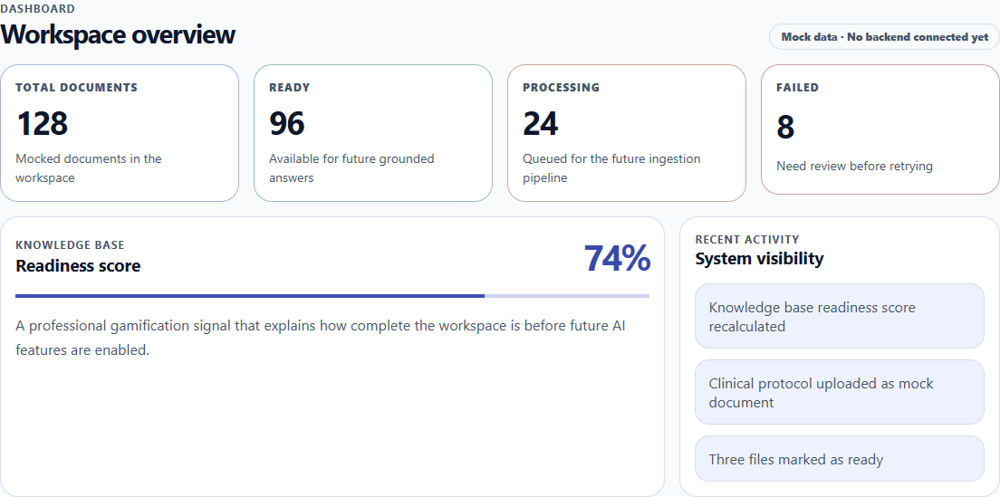 DASHBOARD
Workspace overview
Mock data · No backend connected yet
TOTAL DOCUMENTS
128
Mocked documents in the
workspace
READY
96
Available for future grounded
answers
PROCESSING
24
Queued for the future ingestion
pipeline
FAILED
8
Need review before retrying
KNOWLEDGE BASE
Readiness score
74%
A professional gamification signal that explains how complete the workspace is before future AI
features are enabled.
RECENT ACTIVITY
System visibility
Knowledge base readiness score
recalculated
Clinical protocol uploaded as mock
document
Three files marked as ready